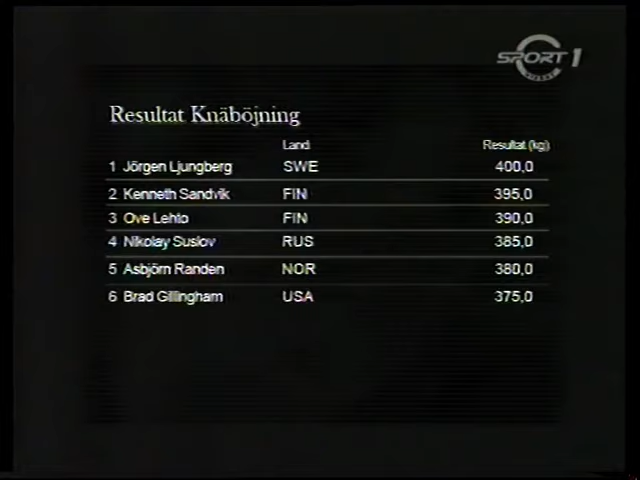 SPORT 1
VIASAT
Resultat Knäböjning
Land Resultat (kg)
1 Jörgen Ljungberg SWE 400,0
2 Kenneth Sandvik FIN 395,0
3 Ove Lehto FIN 390,0
4 Nikolay Suslov RUS 385,0
5 Asbjörn Randen NOR 380,0
6 Brad Gillingham USA 375,0